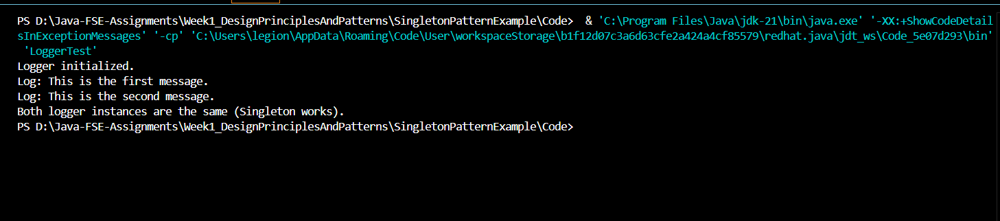 PS D:\Java-FSE-Assignments\Week1_DesignPrinciplesAndPatterns\SingletonPatternExample\Code>  & 'C:\Program Files\Java\jdk-21\bin\java.exe' '-XX:+ShowCodeDetail
sInExceptionMessages' '-cp' 'C:\Users\legion\AppData\Roaming\Code\User\workspaceStorage\b1f12d07c3a6d63cfe2a424a4cf85579\redhat.java\jdt_ws\Code_5e07d293\bin'
 'LoggerTest'
Logger initialized.
Log: This is the first message.
Log: This is the second message.
Both logger instances are the same (Singleton works).
PS D:\Java-FSE-Assignments\Week1_DesignPrinciplesAndPatterns\SingletonPatternExample\Code>